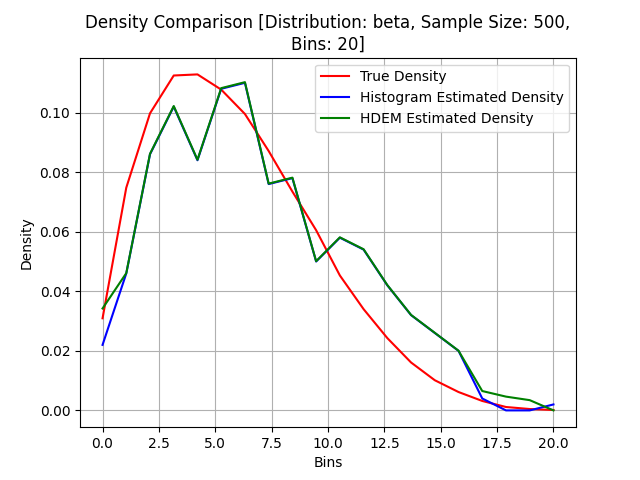 Density Comparison [Distribution: beta, Sample Size: 500,
Bins: 20]
True Density
Histogram Estimated Density
HDEM Estimated Density
Density
0.10
0.08
0.06
0.04
0.02
0.00
0.0 2.5 5.0 7.5 10.0 12.5 15.0 17.5 20.0
Bins